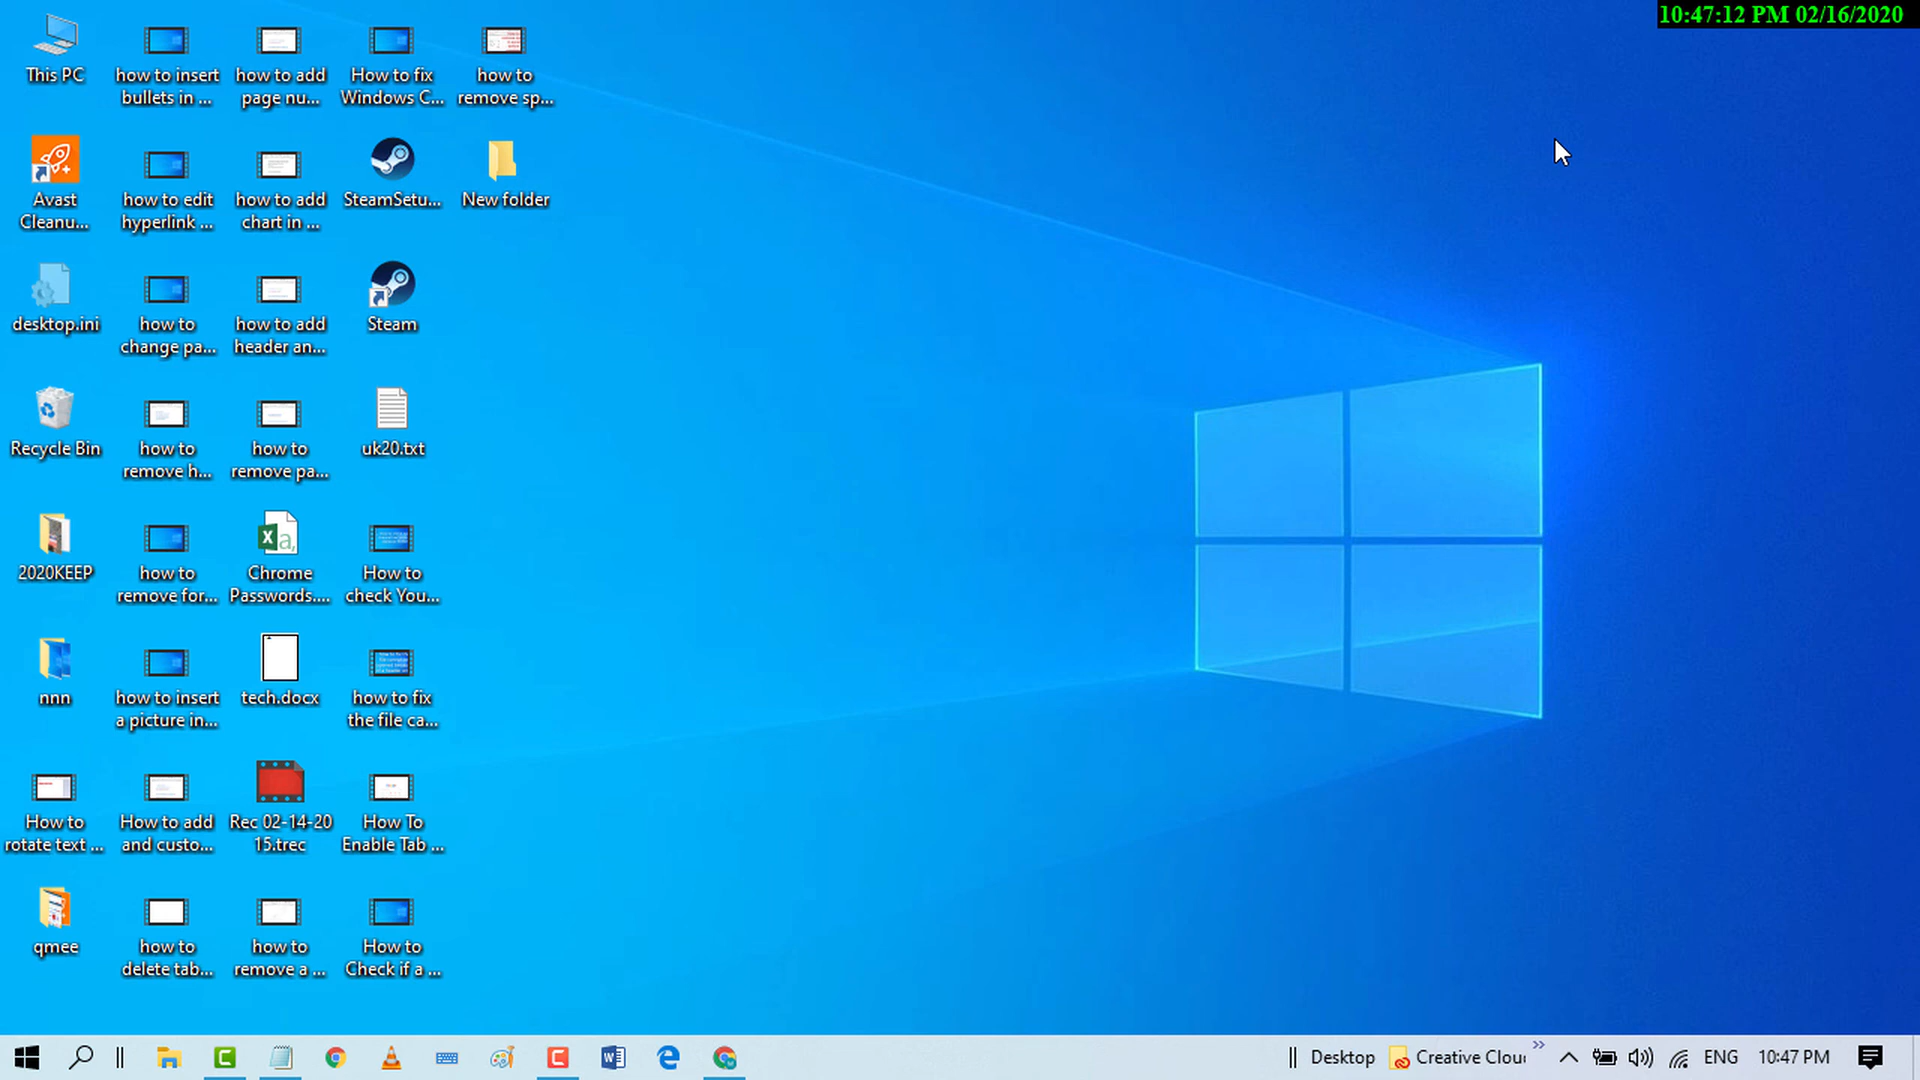 10:47:12 PM 02/16/2020
This PC
how to insert
bullets in ...
how to add
page nu...
How to fix
Windows C...
how to
remove sp...
Avast
Cleanu...
how to edit
hyperlink ...
how to add
chart in ...
SteamSetu...
New folder
desktop.ini
how to
change pa...
how to add
header an...
Steam
Recycle Bin
how to
remove h...
how to
remove pa...
uk20.txt
2020KEEP
how to
remove for...
Chrome
Passwords....
How to
check You...
nnn
how to insert
a picture in...
tech.docx
how to fix
the file ca...
How to
rotate text ...
How to add
and custo...
Rec 02-14-20
15.trec
How To
Enable Tab ...
qmee
how to
delete tab...
how to
remove a ...
How to
Check if a ...
Desktop
Creative Clou
ENG
10:47 PM